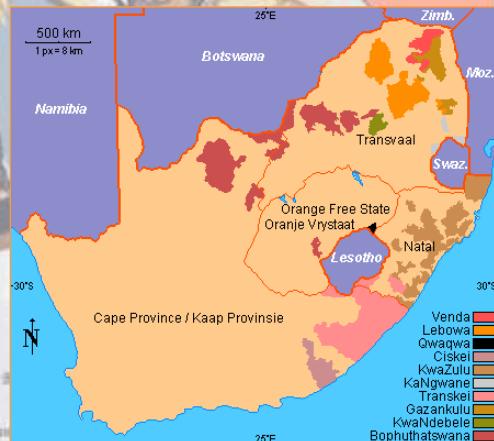 25°E
Zimb.
500 km
1 px = 8 km
Botswana
Moz.
Namibia
Transvaal
Swaz.
Orange Free State
Oranje Vrystaat
Natal
Lesotho
-30°S
-30°S
Cape Province / Kaap Provinsie
N
Venda
Lebowa
Qwaqwa
Ciskei
KwaZulu
KaNgwane
Transkei
Gazankulu
KwaNdebele
Bophuthatswana
25°E